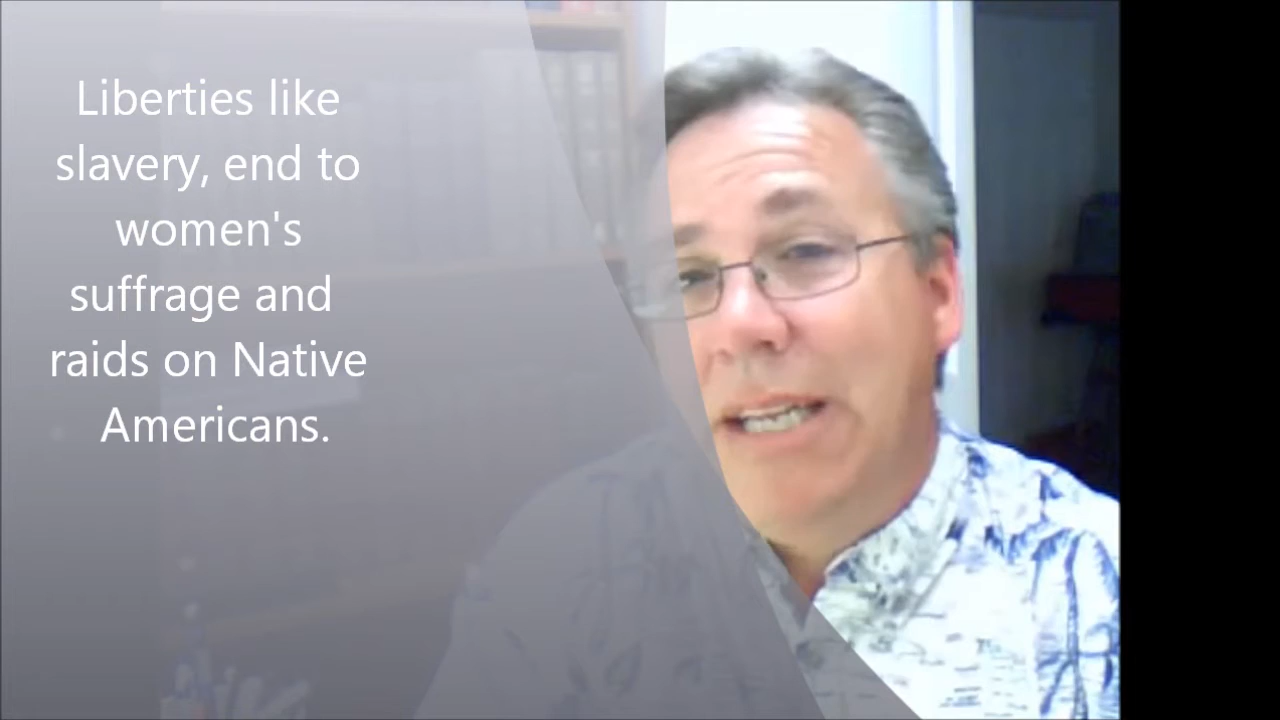 Liberties like
slavery, end to
women's
suffrage and
raids on Native
Americans.